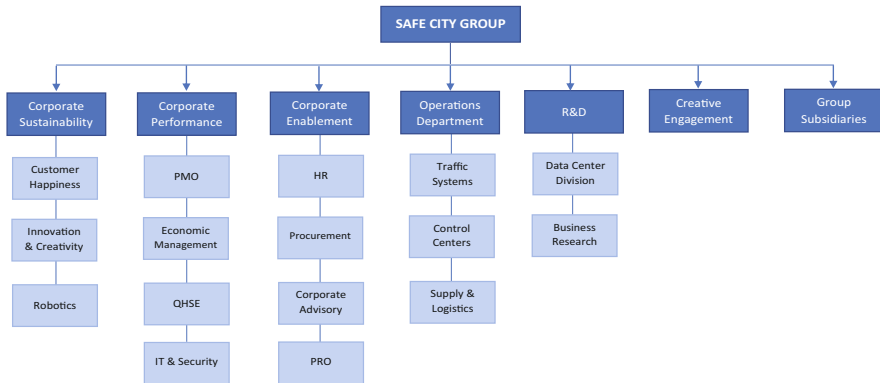 SAFE CITY GROUP
Corporate
Sustainability
Corporate
Performance
Corporate
Enablement
Operations
Department
R&D
Creative
Engagement
Group
Subsidiaries
Customer
Happiness
PMO
HR
Traffic
Systems
Data Center
Division
Innovation
& Creativity
Economic
Management
Procurement
Control
Centers
Business
Research
Robotics
QHSE
Corporate
Advisory
Supply &
Logistics
IT & Security
PRO